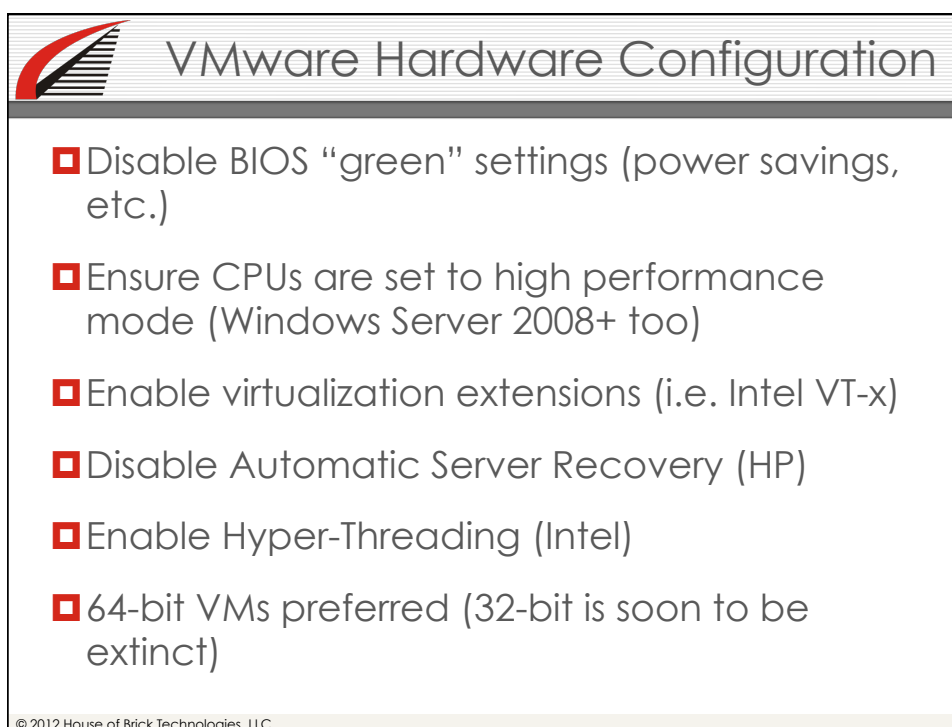 VMware Hardware Configuration
Disable BIOS “green” settings (power savings,
etc.)
Ensure CPUs are set to high performance
mode (Windows Server 2008+ too)
Enable virtualization extensions (i.e. Intel VT-x)
Disable Automatic Server Recovery (HP)
Enable Hyper-Threading (Intel)
64-bit VMs preferred (32-bit is soon to be
extinct)
© 2012 House of Brick Technologies, LLC